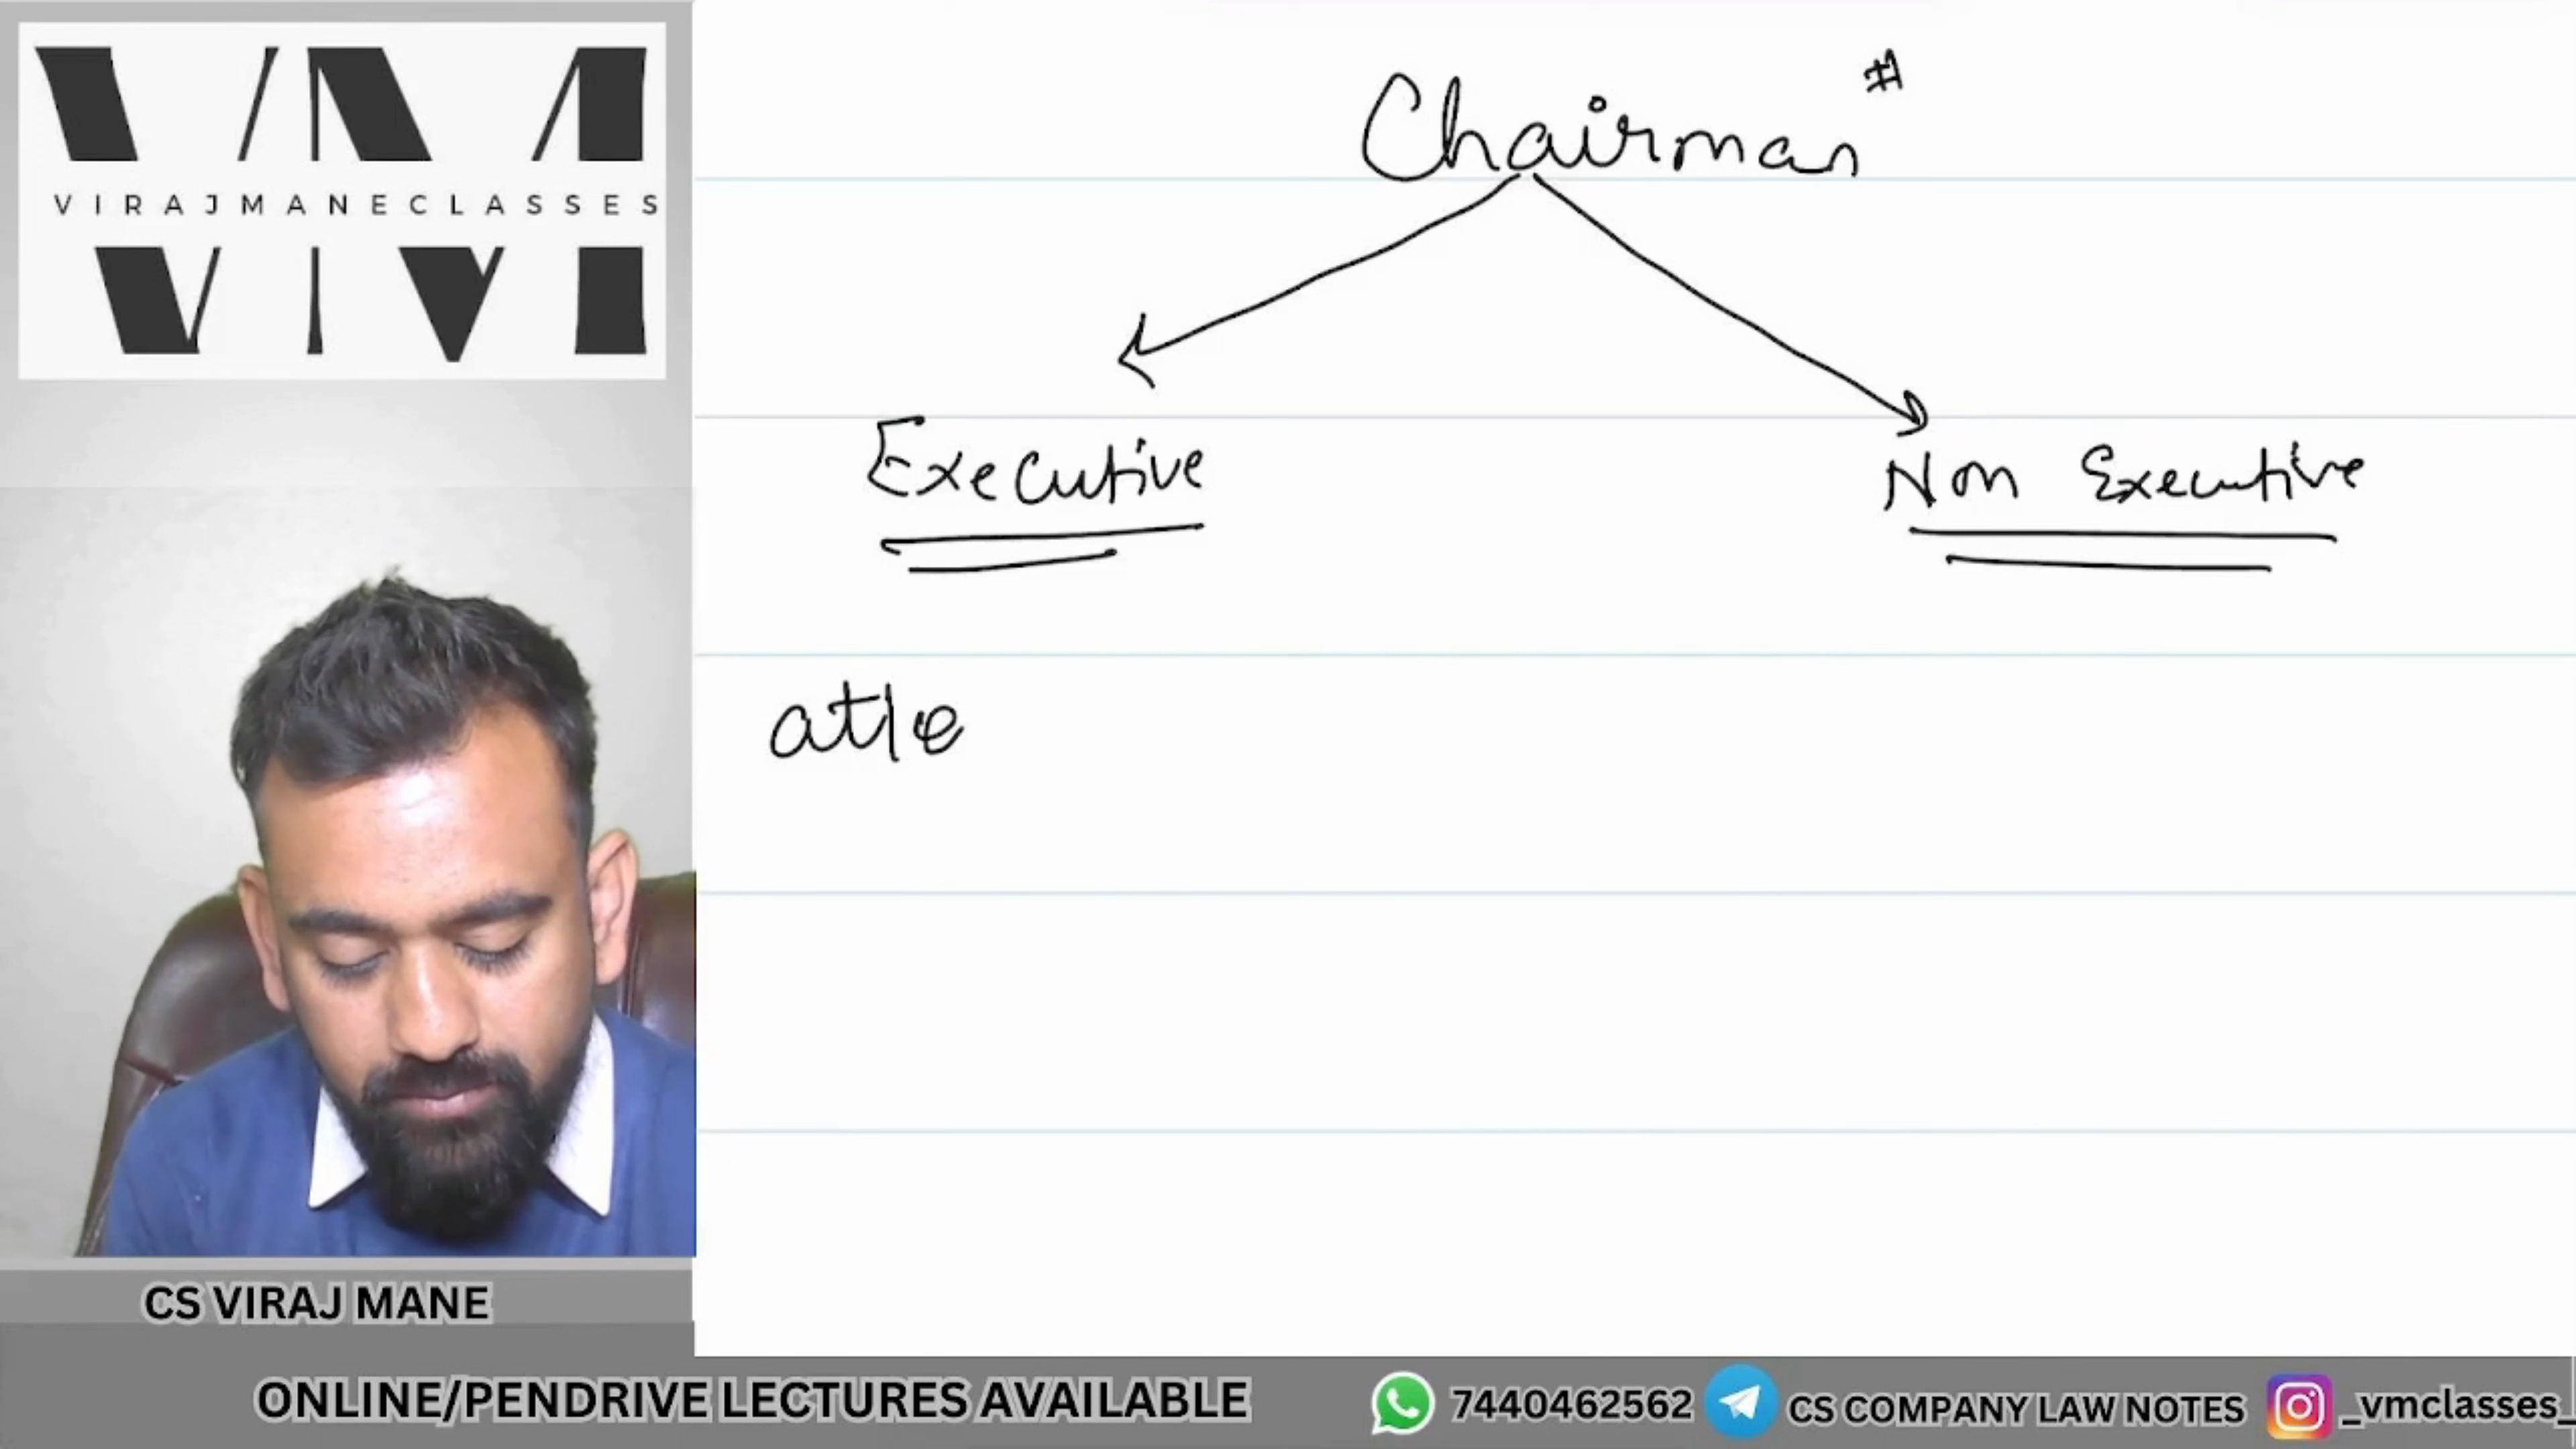 VIRAJMANECLASSES
Chairman #
Executive
Non Executive
atle
CS VIRAJ MANE
ONLINE/PENDRIVE LECTURES AVAILABLE
7440462562
CS COMPANY LAW NOTES
_vmclasses_